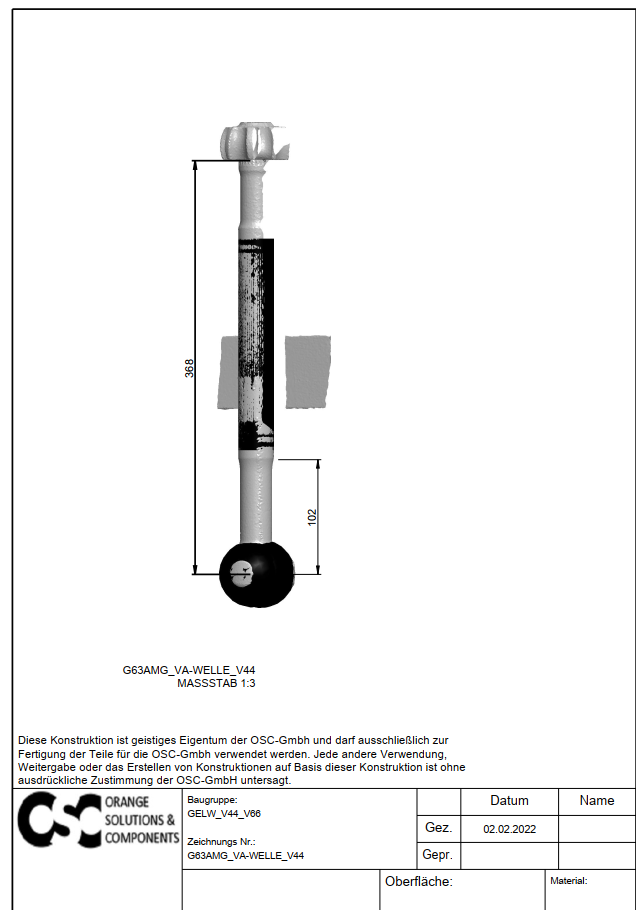 368
102
G63AMG_VA-WELLE_V44
MASSSTAB 1:3
Diese Konstruktion ist geistiges Eigentum der OSC-Gmbh und darf ausschließlich zur
Fertigung der Teile für die OSC-Gmbh verwendet werden. Jede andere Verwendung,
Weitergabe oder das Erstellen von Konstruktionen auf Basis dieser Konstruktion ist ohne
ausdrückliche Zustimmung der OSC-GmbH untersagt.
OSC
ORANGE
SOLUTIONS &
COMPONENTS
Baugruppe:
GELW_V44_V66
Zeichnungs Nr.:
G63AMG_VA-WELLE_V44
Datum Name
Gez. 02.02.2022
Gepr.
Oberfläche:
Material: